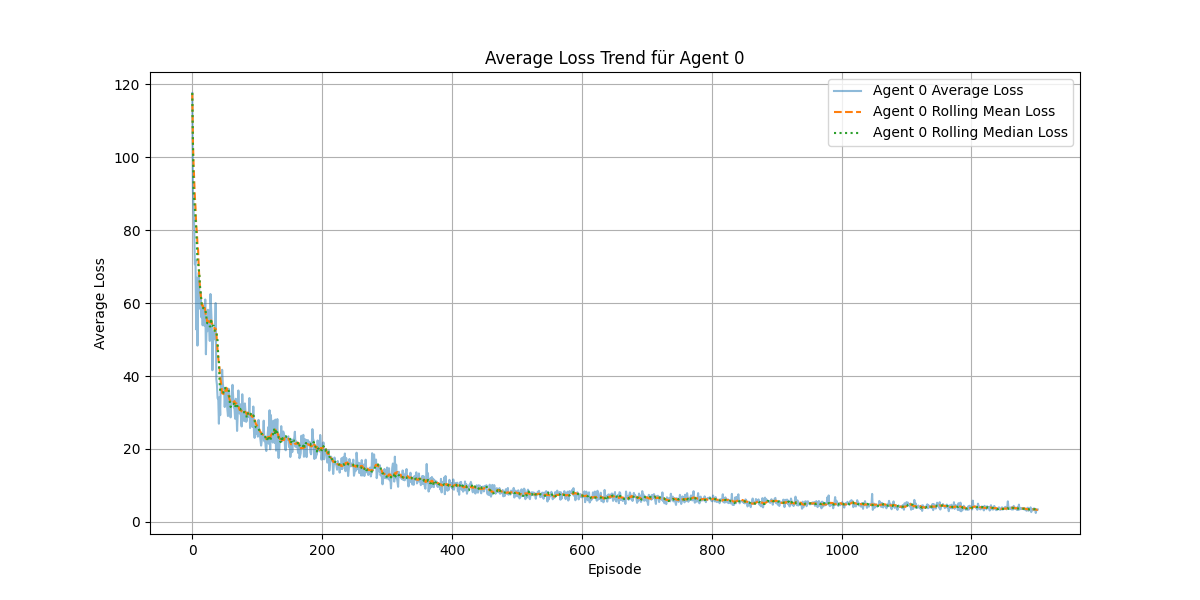 Average Loss Trend für Agent 0
Agent 0 Average Loss
Agent 0 Rolling Mean Loss
Agent 0 Rolling Median Loss
Average Loss
120
100
80
60
40
20
0
0 200 400 600 800 1000 1200
Episode